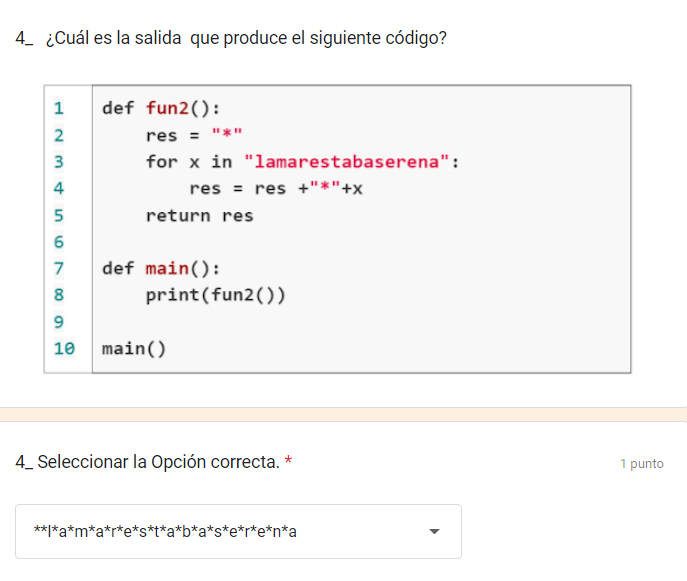 4_ ¿Cuál es la salida que produce el siguiente código?
1 def fun2():
2 res = "*"
3 for x in "lamarestabaserena":
4 res = res +"*"+x
5 return res
6
7 def main():
8 print(fun2())
9
10 main()
4_ Seleccionar la Opción correcta. *
1 punto
**l*a*m*a*r*e*s*t*a*b*a*s*e*r*e*n*a